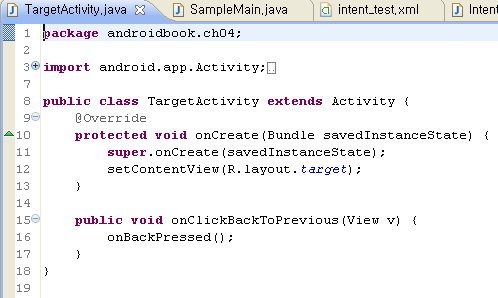 TargetActivity.java SampleMain.java intent_test.xml Intent
1 package androidbook.ch04;
2
3 import android.app.Activity;
7
8 public class TargetActivity extends Activity {
9 @Override
10 protected void onCreate(Bundle savedInstanceState) {
11 super.onCreate(savedInstanceState);
12 setContentView(R.layout.target);
13 }
14
15 public void onClickBackToPrevious(View v) {
16 onBackPressed();
17 }
18 }
19